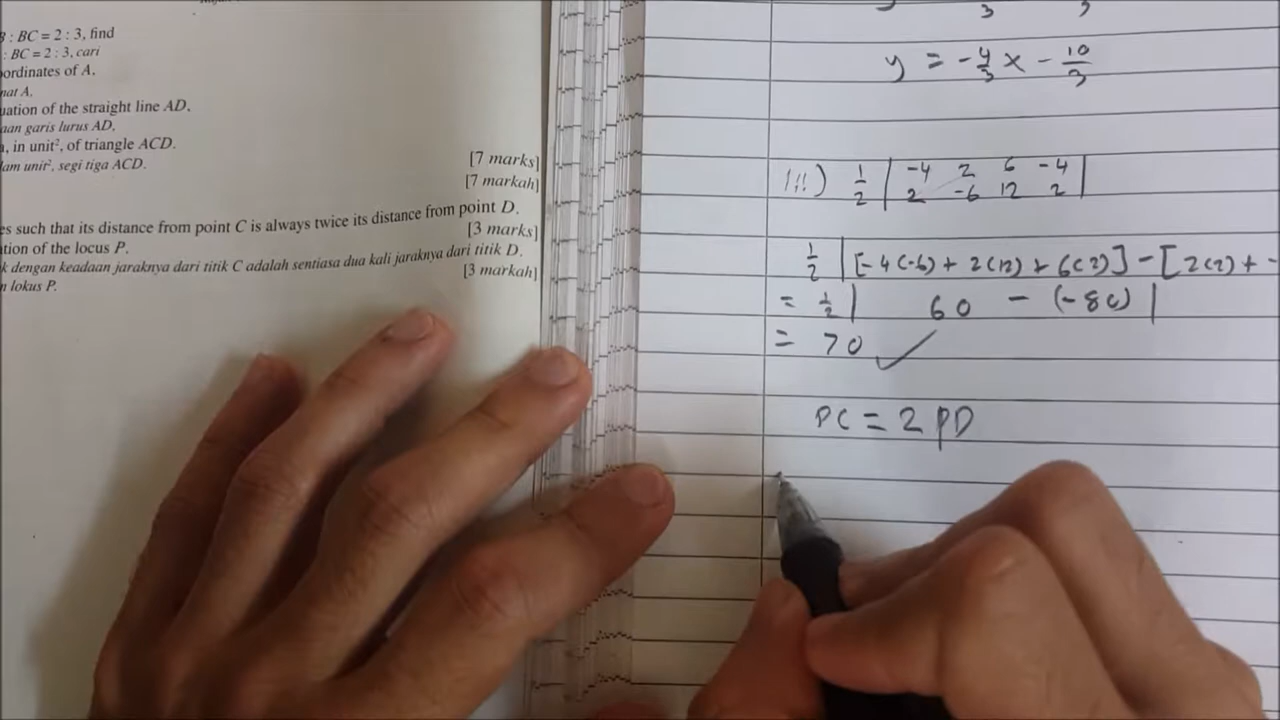 : BC = 2 : 3, find
: BC = 2 : 3, cari
ordinates of A,
nat A,
uation of the straight line AD,
aan garis lurus AD,
, in unit², of triangle ACD.
lam unit², segi tiga ACD.
[7 marks]
[7 markah]
es such that its distance from point C is always twice its distance from point D.
tion of the locus P.
[3 marks]
k dengan keadaan jaraknya dari titik C adalah sentiasa dua kali jaraknya dari titik D.
n lokus P.
[3 markah]
y = -4/3 x - 10/3
iii) 1/2 | -4 2 6 -4
2 -6 12 2 |
1/2 | [-4(-6) + 2(12) + 6(2)] - [2(2) + -
= 1/2 | 60 - (-80) |
= 70 ✓
PC = 2 PD